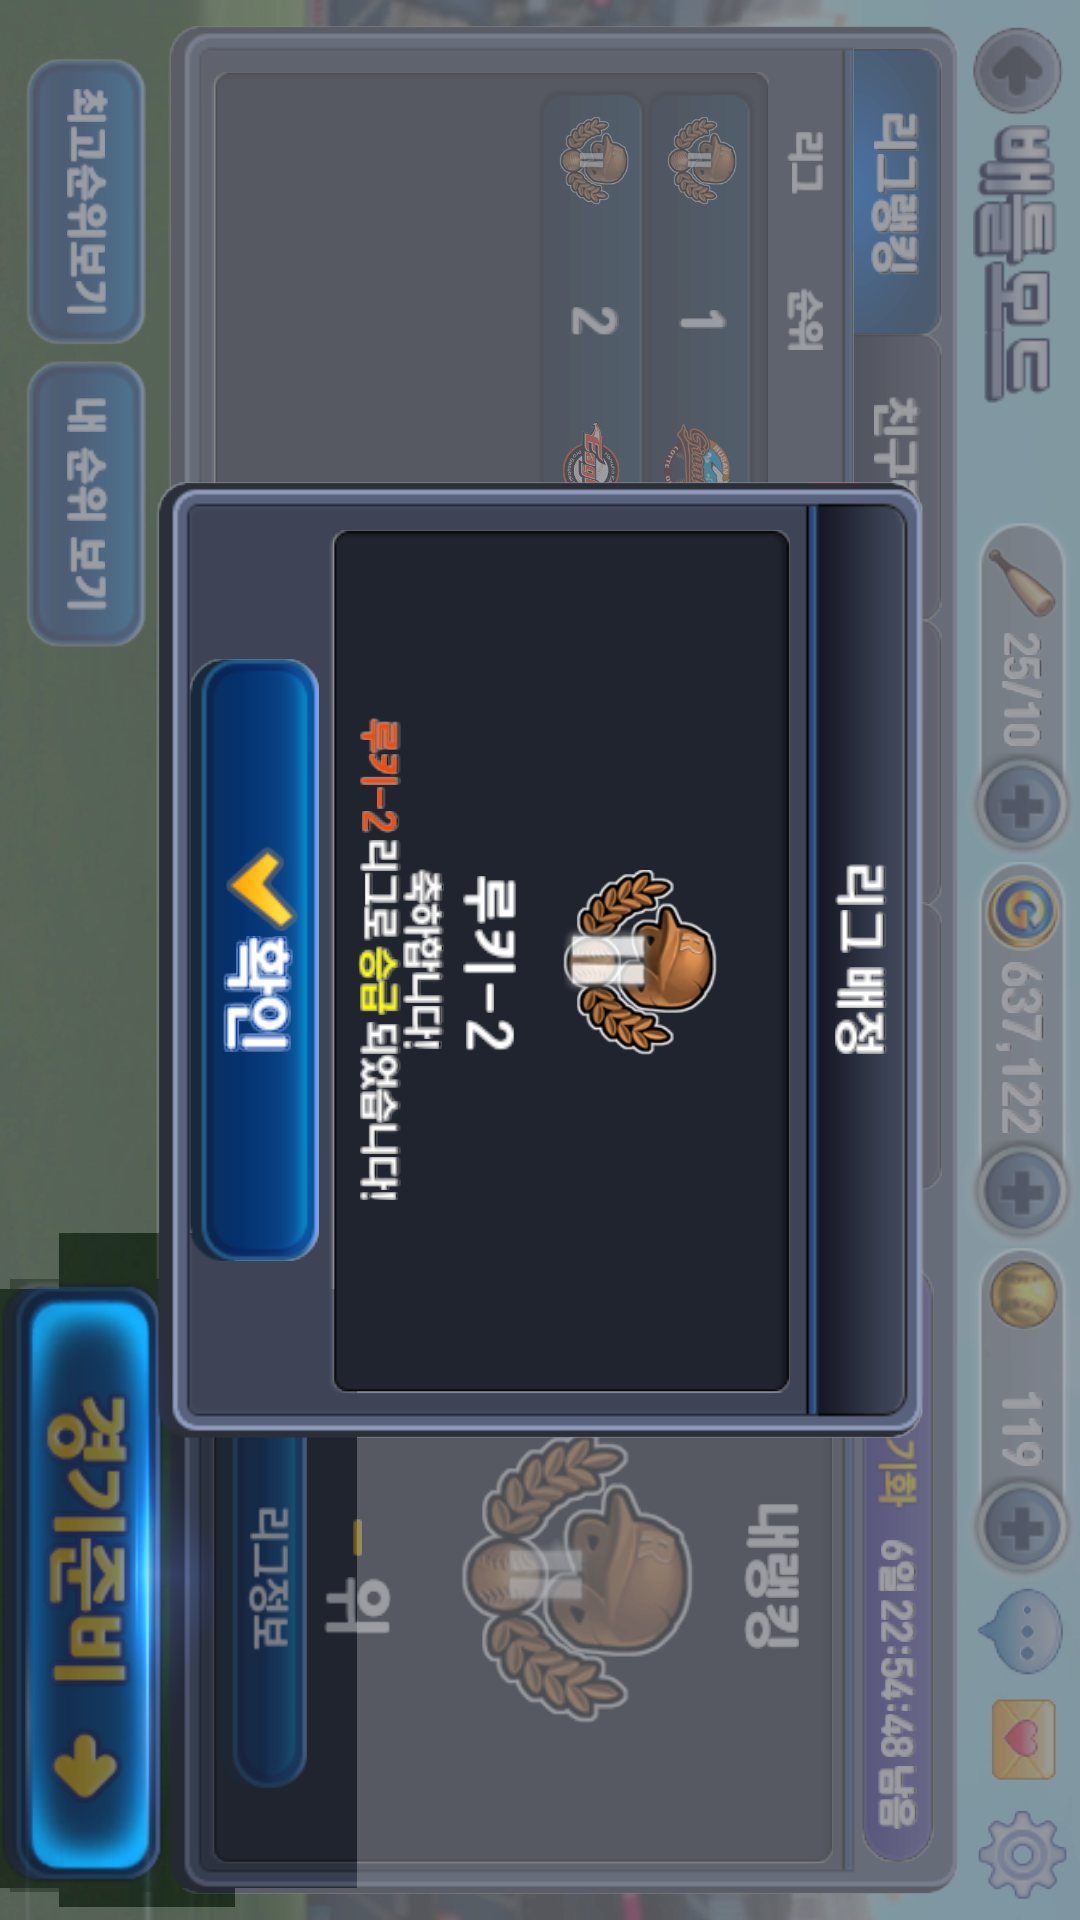 배틀모드
25/10
637,122
119
리그랭킹
친구
기화 6일 22:54:48 남음
리그
순위
1
2
내랭킹
R
- 위
리그정보
리그 배정
R
루키-2
축하합니다!
루키-2 리그로 승급 되었습니다!
확인
최고순위보기
내 순위 보기
경기준비